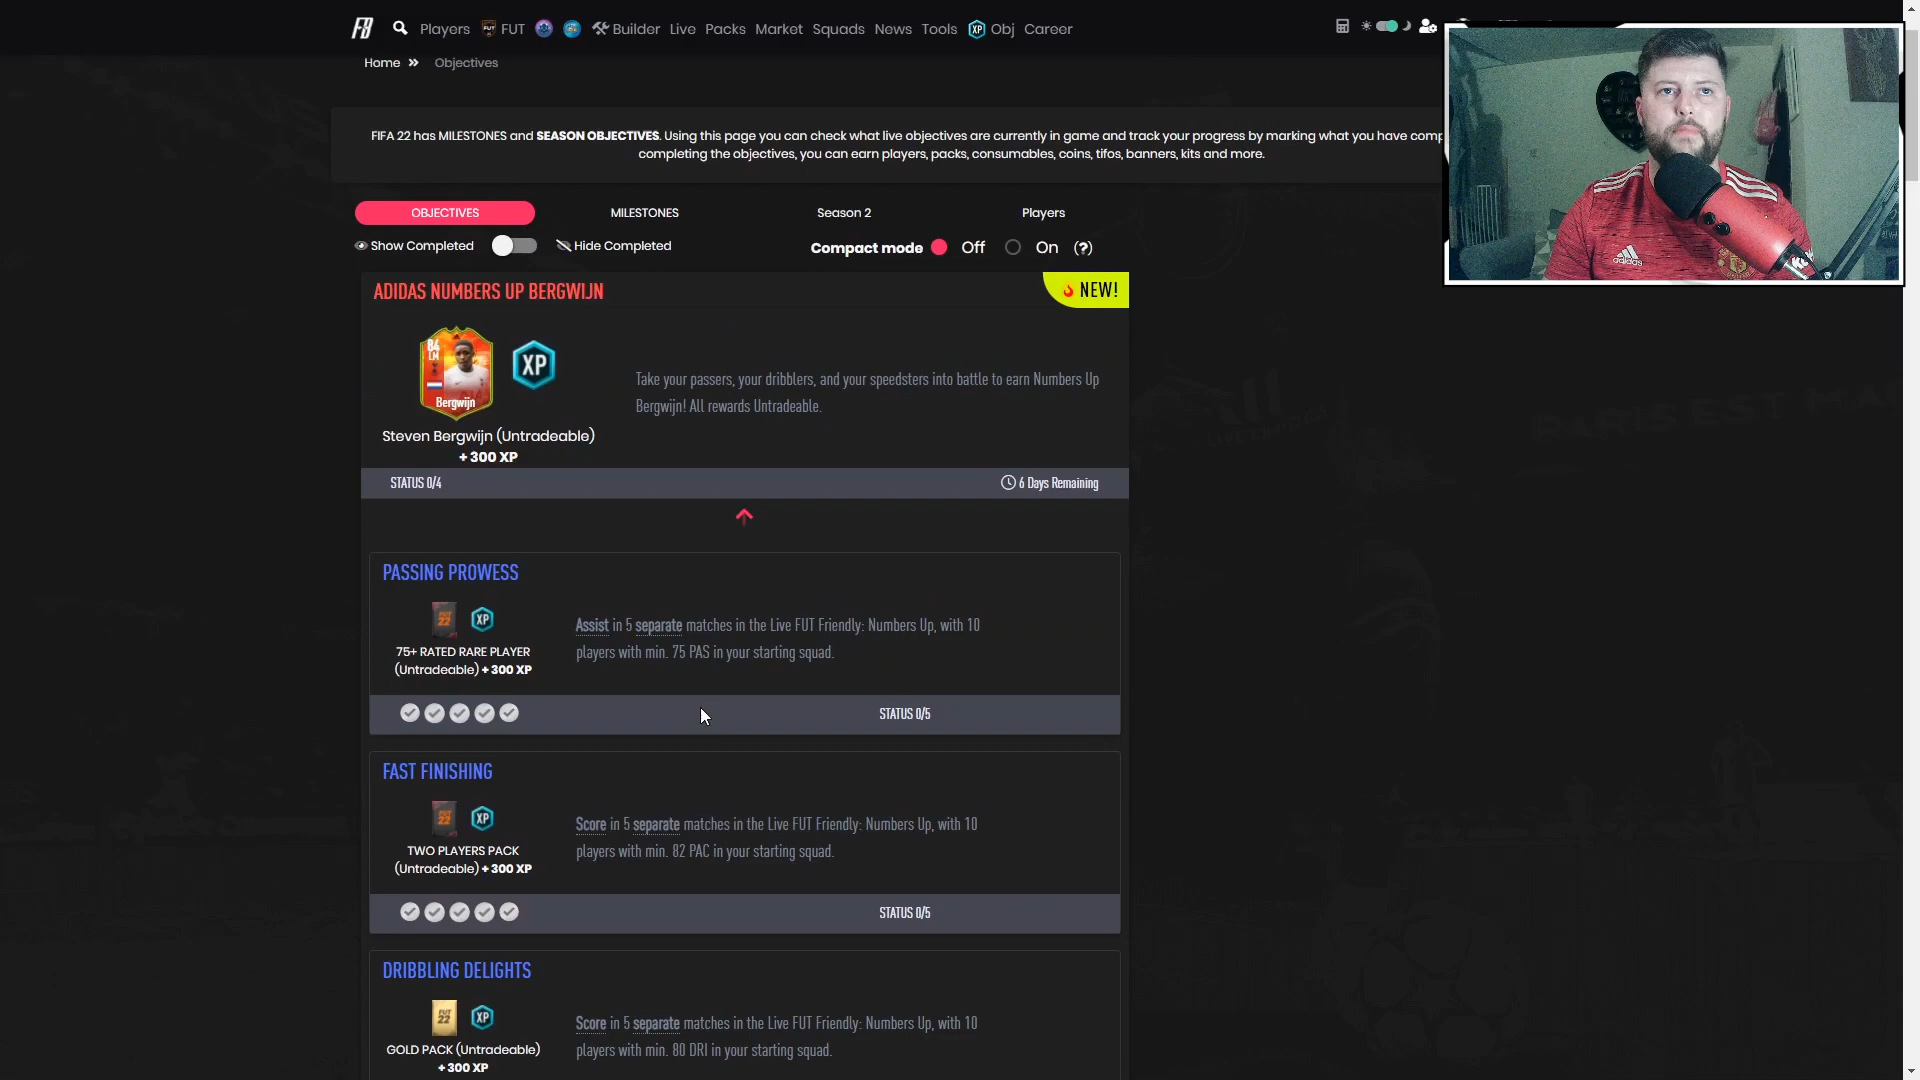 FB Players FUT Builder Live Packs Market Squads News Tools XP Obj Career
Home » Objectives
FIFA 22 has MILESTONES and SEASON OBJECTIVES. Using this page you can check what live objectives are currently in game and track your progress by marking what you have comp
completing the objectives, you can earn players, packs, consumables, coins, tifos, banners, kits and more.
OBJECTIVES MILESTONES Season 2 Players
Show Completed Hide Completed Compact mode Off On (?)
ADIDAS NUMBERS UP BERGWIJN NEW!
84
LM
Bergwijn
XP
Take your passers, your dribblers, and your speedsters into battle to earn Numbers Up
Bergwijn! All rewards Untradeable.
Steven Bergwijn (Untradeable)
+ 300 XP
STATUS 0/4 6 Days Remaining
PASSING PROWESS
FUT 22 XP
75+ RATED RARE PLAYER
(Untradeable) + 300 XP
Assist in 5 separate matches in the Live FUT Friendly: Numbers Up, with 10
players with min. 75 PAS in your starting squad.
STATUS 0/5
FAST FINISHING
FUT 22 XP
TWO PLAYERS PACK
(Untradeable) + 300 XP
Score in 5 separate matches in the Live FUT Friendly: Numbers Up, with 10
players with min. 82 PAC in your starting squad.
STATUS 0/5
DRIBBLING DELIGHTS
FUT 22 XP
GOLD PACK (Untradeable)
+ 300 XP
Score in 5 separate matches in the Live FUT Friendly: Numbers Up, with 10
players with min. 80 DRI in your starting squad.
adidas